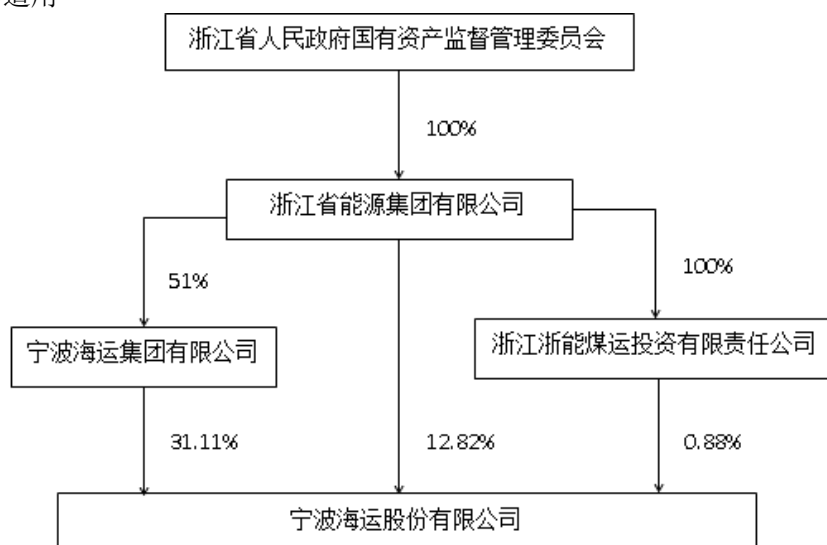 适用
浙江省人民政府国有资产监督管理委员会
100%
浙江省能源集团有限公司
51%
100%
宁波海运集团有限公司
浙江浙能煤运投资有限责任公司
31.11%
12.82%
0.88%
宁波海运股份有限公司